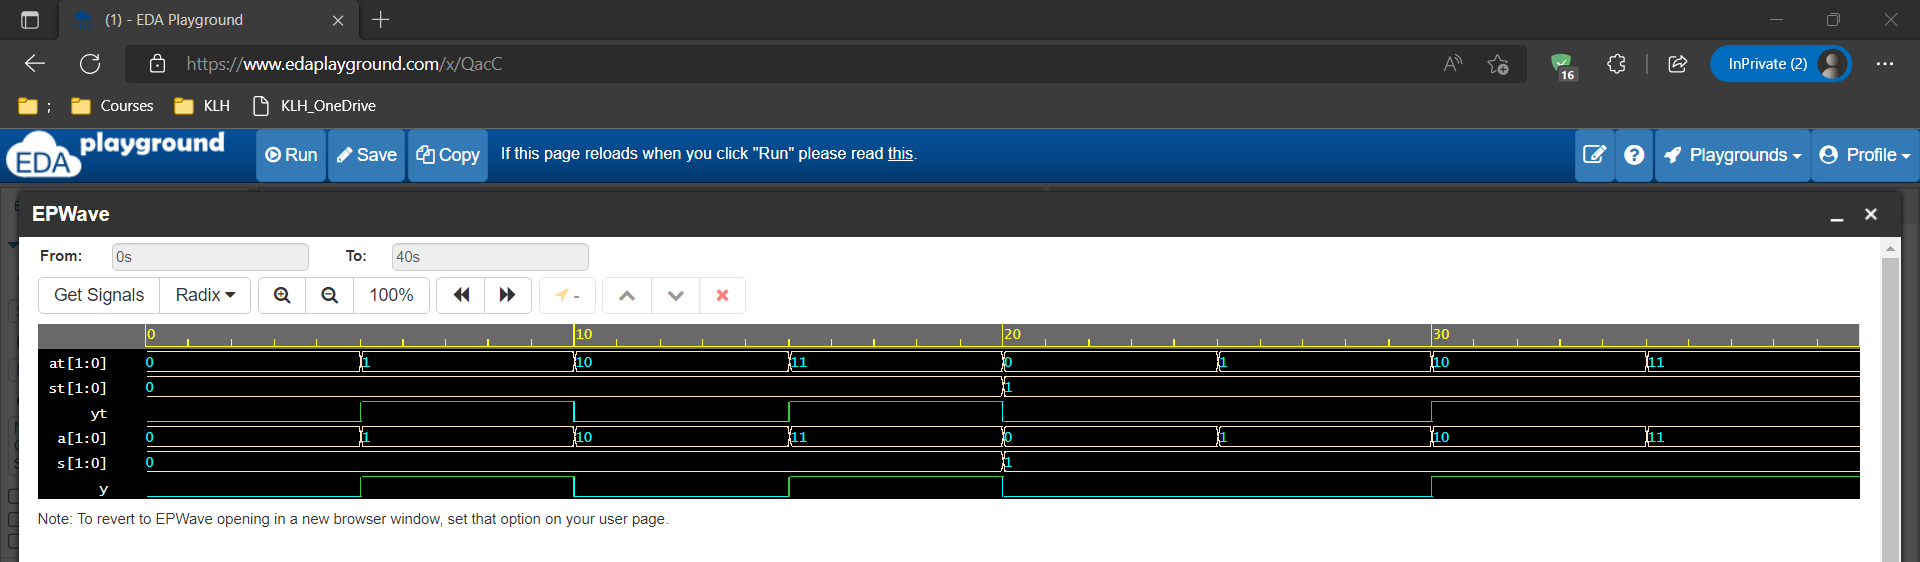 (1) - EDA Playground
https://www.edaplayground.com/x/QacC
16
InPrivate (2)
;
Courses
KLH
KLH_OneDrive
EDA playground
Run
Save
Copy
If this page reloads when you click "Run" please read this.
Playgrounds
Profile
EPWave
From:
0s
To:
40s
Get Signals
Radix
100%
-
0 10 20 30
at[1:0] 0 1 10 11 0 1 10 11
st[1:0] 0 1
yt
a[1:0] 0 1 10 11 0 1 10 11
s[1:0] 0 1
y
Note: To revert to EPWave opening in a new browser window, set that option on your user page.